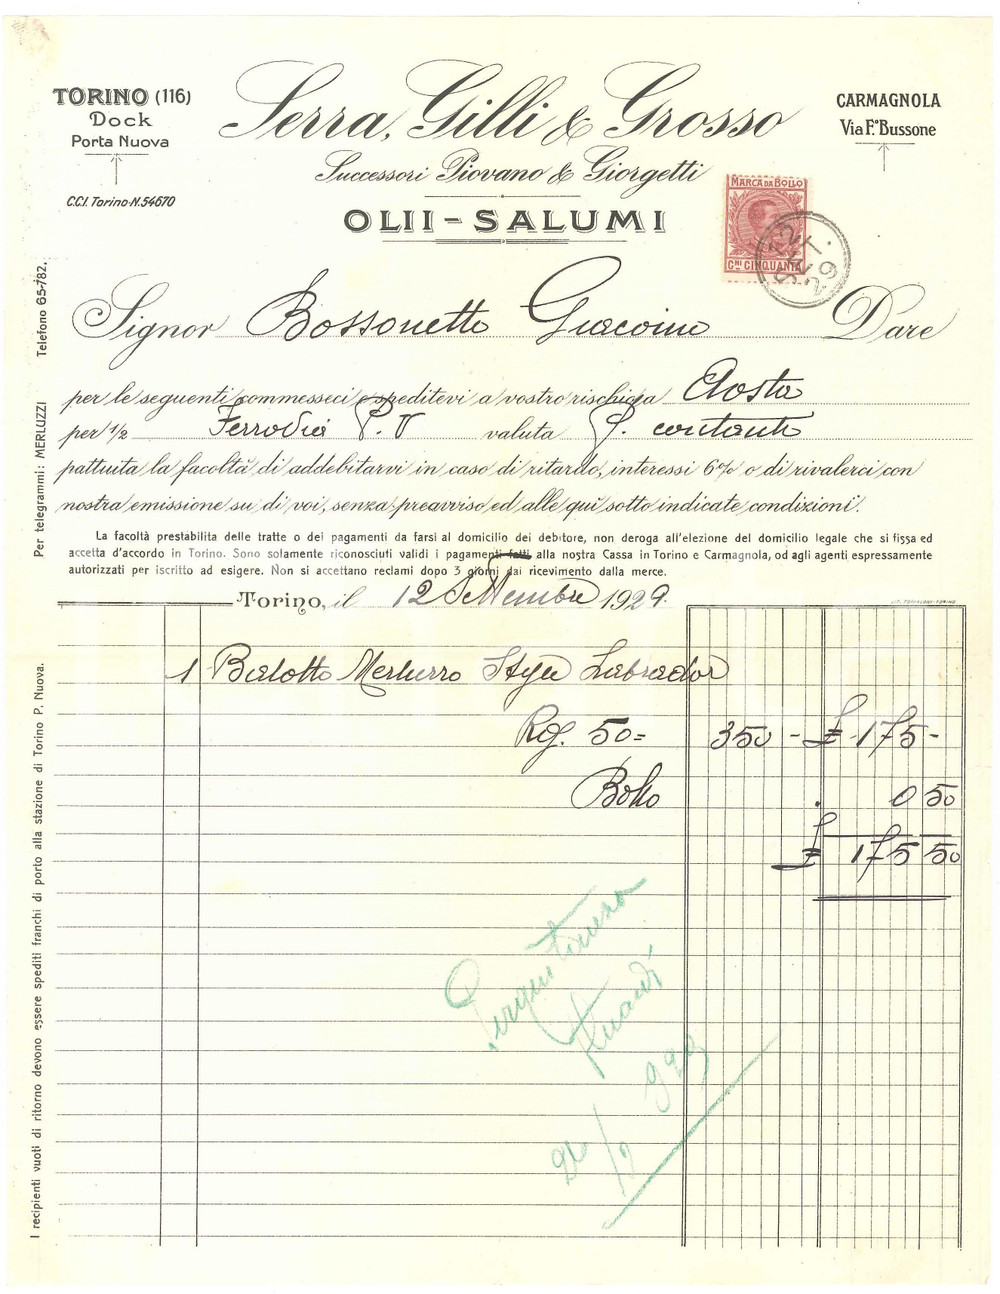 TORINO (116)
Dock
Porta Nuova
C.C.I. Torino-N.54670
Serra, Gilli & Grosso
Successori Piovano & Giorgetti
OLII-SALUMI
CARMAGNOLA
Via F.º Bussone
MARCA DA BOLLO
C.MI CINQUANTA
Signor Bossonetto Giacomo Dare
per le seguenti commesseci e speditevi a vostro rischio a Aosta
per 1/2 Ferrovia P.V valuta P. contanti
pattuita la facoltà di addebitarvi in caso di ritardo, interessi 6% o di rivalerci con
nostra emissione su di voi, senza preavviso ed alle qui sotto indicate condizioni.
La facoltà prestabilita delle tratte o dei pagamenti da farsi al domicilio dei debitore, non deroga all'elezione del domicilio legale che si fissa ed
accetta d'accordo in Torino. Sono solamente riconosciuti validi i pagamenti fatti alla nostra Cassa in Torino e Carmagnola, od agli agenti espressamente
autorizzati per iscritto ad esigere. Non si accettano reclami dopo 3 giorni dai ricevimento dalla merce.
Torino, il 12 Settembre 1929.
1 Barlotto Merluzzo Style Labrador
Kg. 50= 350 - £ 175 -
Bollo . 0 50
£ 175 50
Telefono 65-782.
Per telegrammi: MERLUZZI
I recipienti vuoti di ritorno devono essere spediti franchi di porto alla stazione di Torino P. Nuova.